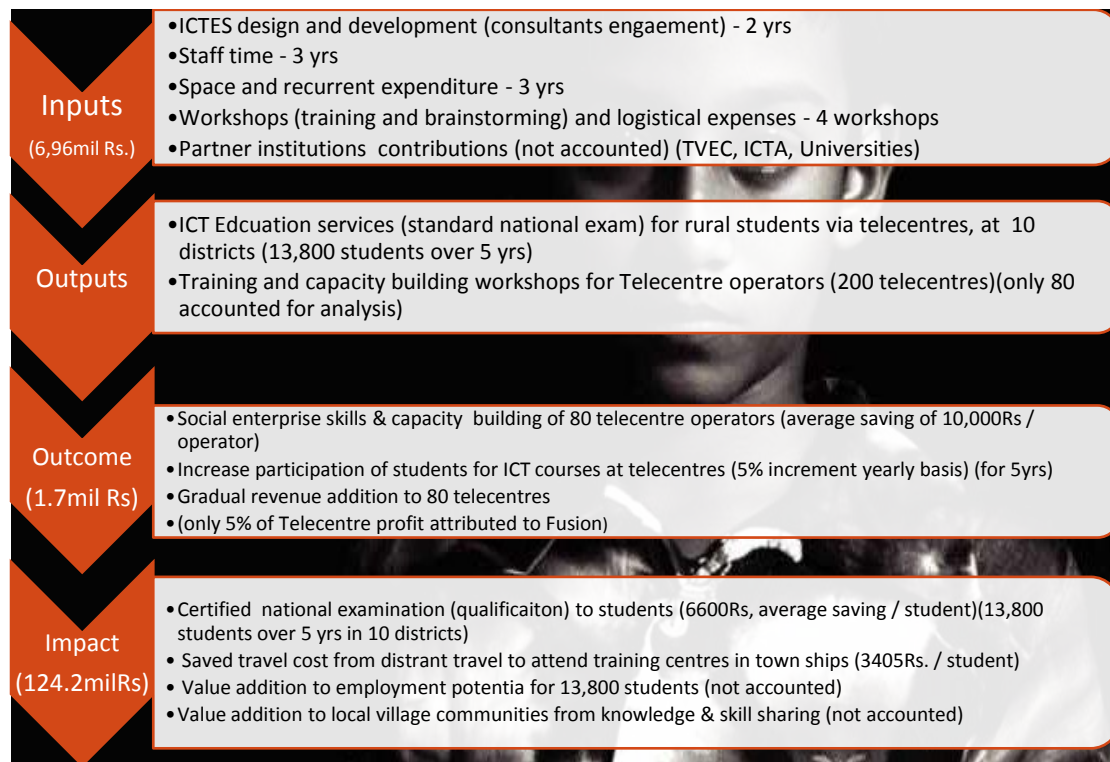 Inputs
(6,96mil Rs.)
•ICTES design and development (consultants engaement) - 2 yrs
•Staff time - 3 yrs
•Space and recurrent expenditure - 3 yrs
•Workshops (training and brainstorming) and logistical expenses - 4 workshops
•Partner institutions contributions (not accounted) (TVEC, ICTA, Universities)
Outputs
•ICT Edcuation services (standard national exam) for rural students via telecentres, at 10
districts (13,800 students over 5 yrs)
•Training and capacity building workshops for Telecentre operators (200 telecentres)(only 80
accounted for analysis)
Outcome
(1.7mil Rs)
•Social enterprise skills & capacity building of 80 telecentre operators (average saving of 10,000Rs /
operator)
•Increase participation of students for ICT courses at telecentres (5% increment yearly basis) (for 5yrs)
•Gradual revenue addition to 80 telecentres
•(only 5% of Telecentre profit attributed to Fusion)
Impact
(124.2milRs)
•Certified national examination (qualificaiton) to students (6600Rs, average saving / student)(13,800
students over 5 yrs in 10 districts)
• Saved travel cost from distrant travel to attend training centres in town ships (3405Rs. / student)
• Value addition to employment potentia for 13,800 students (not accounted)
•Value addition to local village communities from knowledge & skill sharing (not accounted)